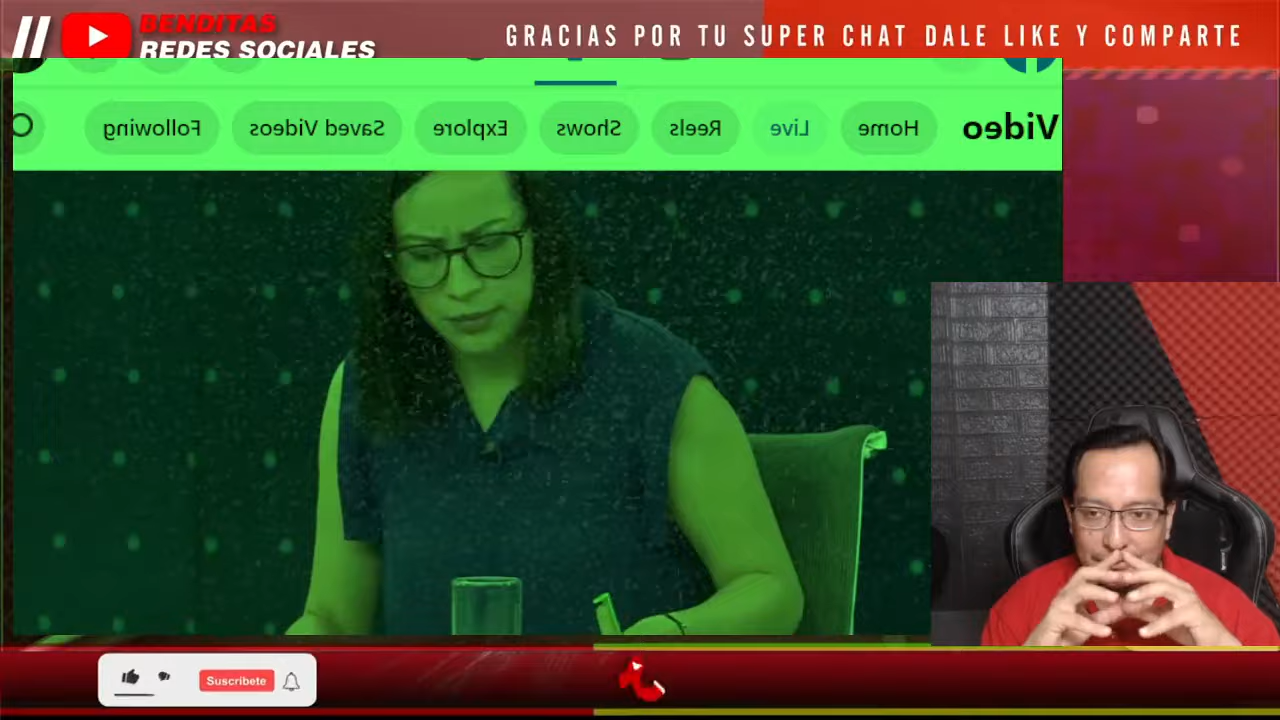 BENDITAS
REDES SOCIALES
GRACIAS POR TU SUPER CHAT DALE LIKE Y COMPARTE
Following
Saved Videos
Explore
Shows
Reels
Live
Home
Video
Suscríbete